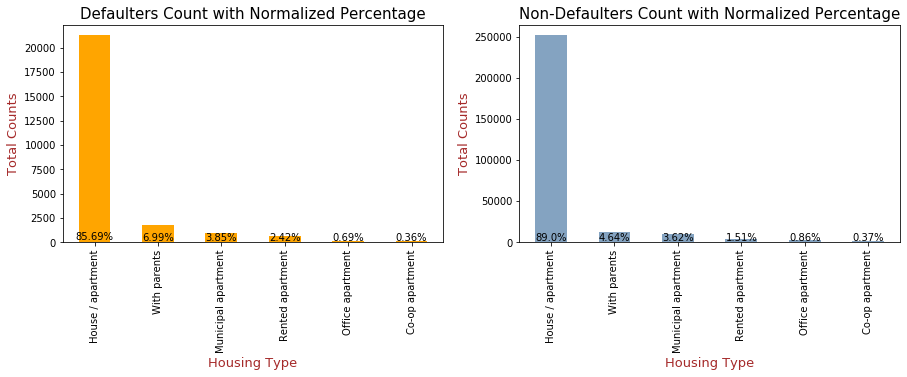 Defaulters Count with Normalized Percentage
Total Counts
20000
17500
15000
12500
10000
7500
5000
2500
0
85.69%
6.99%
3.85%
2.42%
0.69%
0.36%
House / apartment
With parents
Municipal apartment
Rented apartment
Office apartment
Co-op apartment
Housing Type
Non-Defaulters Count with Normalized Percentage
Total Counts
250000
200000
150000
100000
50000
0
89.0%
4.64%
3.62%
1.51%
0.86%
0.37%
House / apartment
With parents
Municipal apartment
Rented apartment
Office apartment
Co-op apartment
Housing Type